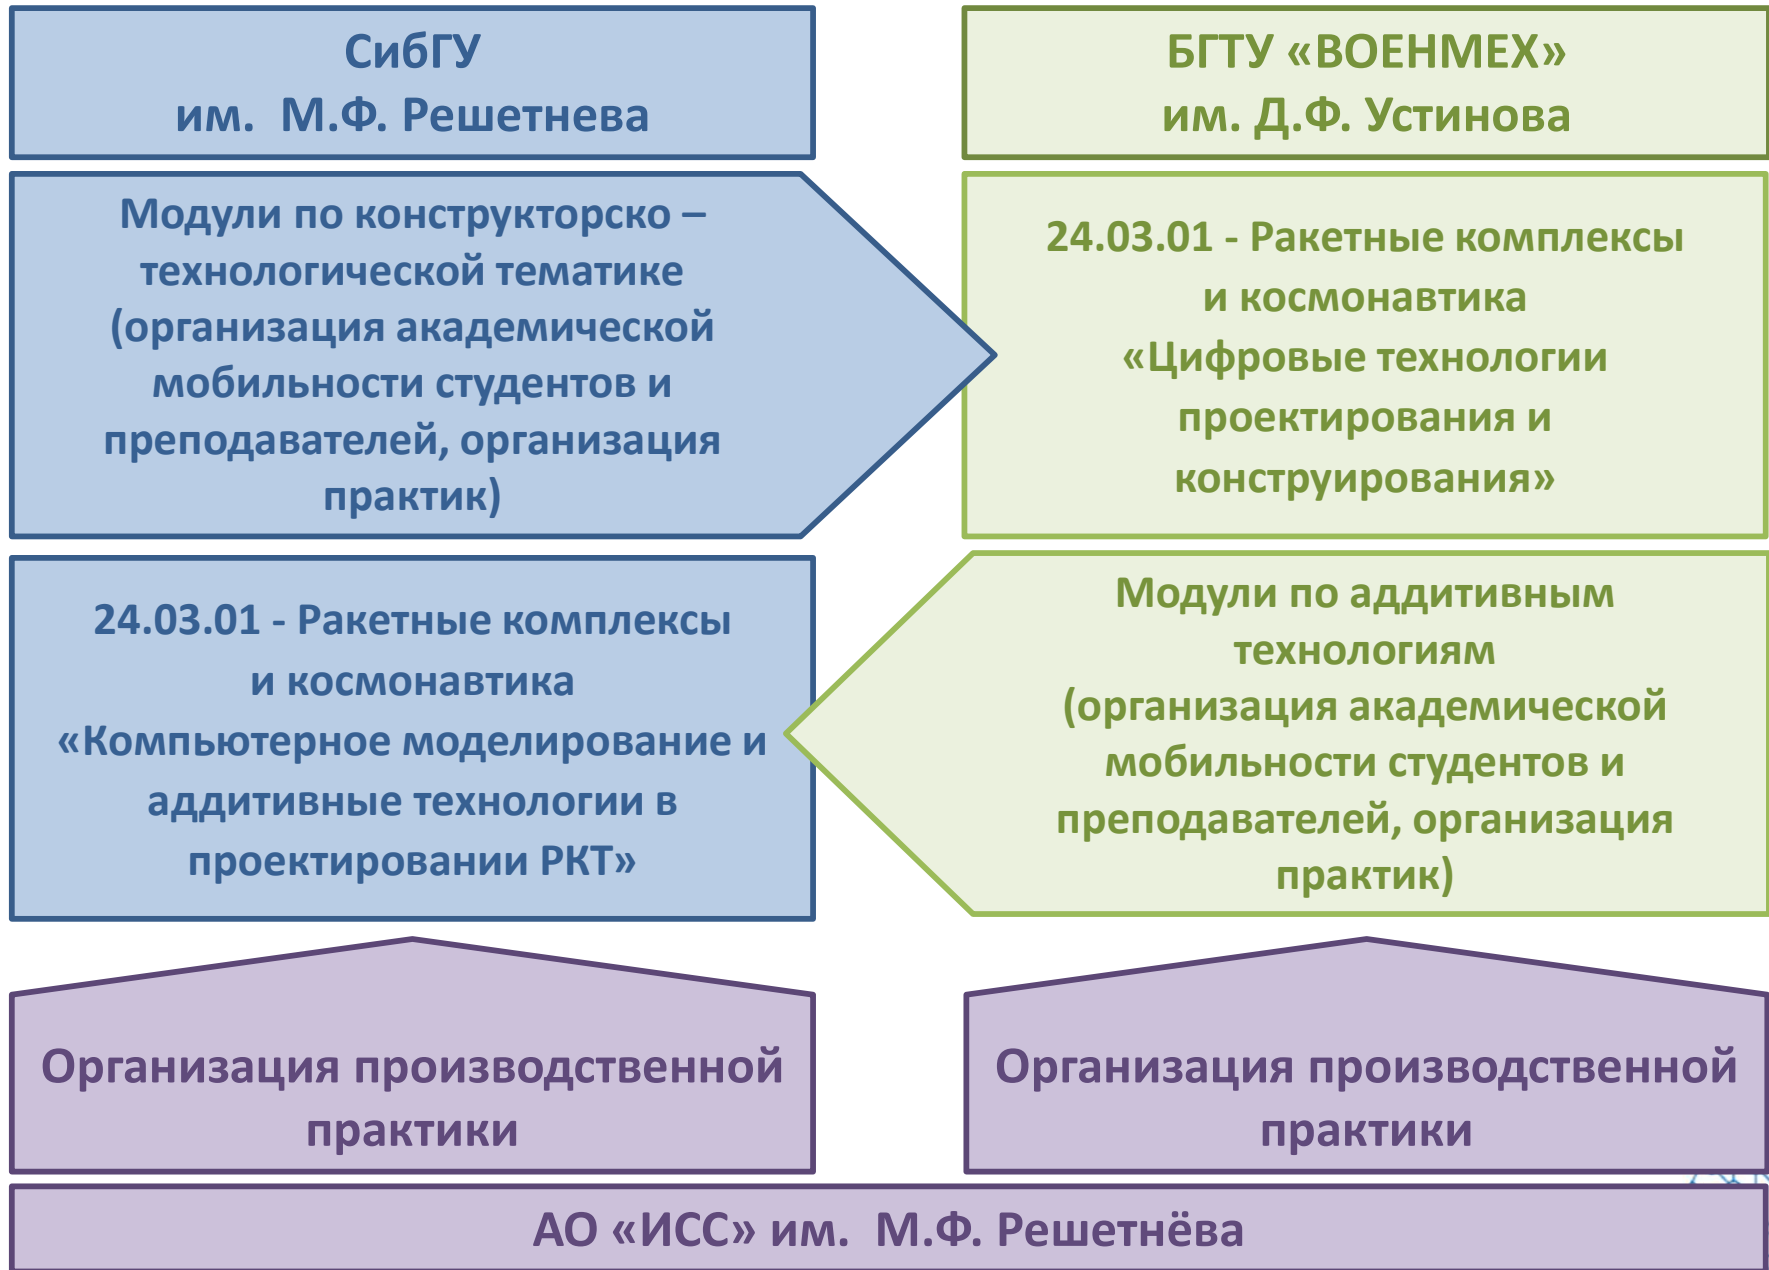 СибГУ
им.  М.Ф. Решетнева
БГТУ «ВОЕНМЕХ»
им. Д.Ф. Устинова
Модули по конструкторско –
технологической тематике
(организация академической
мобильности студентов и
преподавателей, организация
практик)
24.03.01 - Ракетные комплексы
и космонавтика
«Цифровые технологии
проектирования и
конструирования»
24.03.01 - Ракетные комплексы
и космонавтика
«Компьютерное моделирование и
аддитивные технологии в
проектировании РКТ»
Модули по аддитивным
технологиям
(организация академической
мобильности студентов и
преподавателей, организация
практик)
Организация производственной
практики
Организация производственной
практики
АО «ИСС» им.  М.Ф. Решетнёва